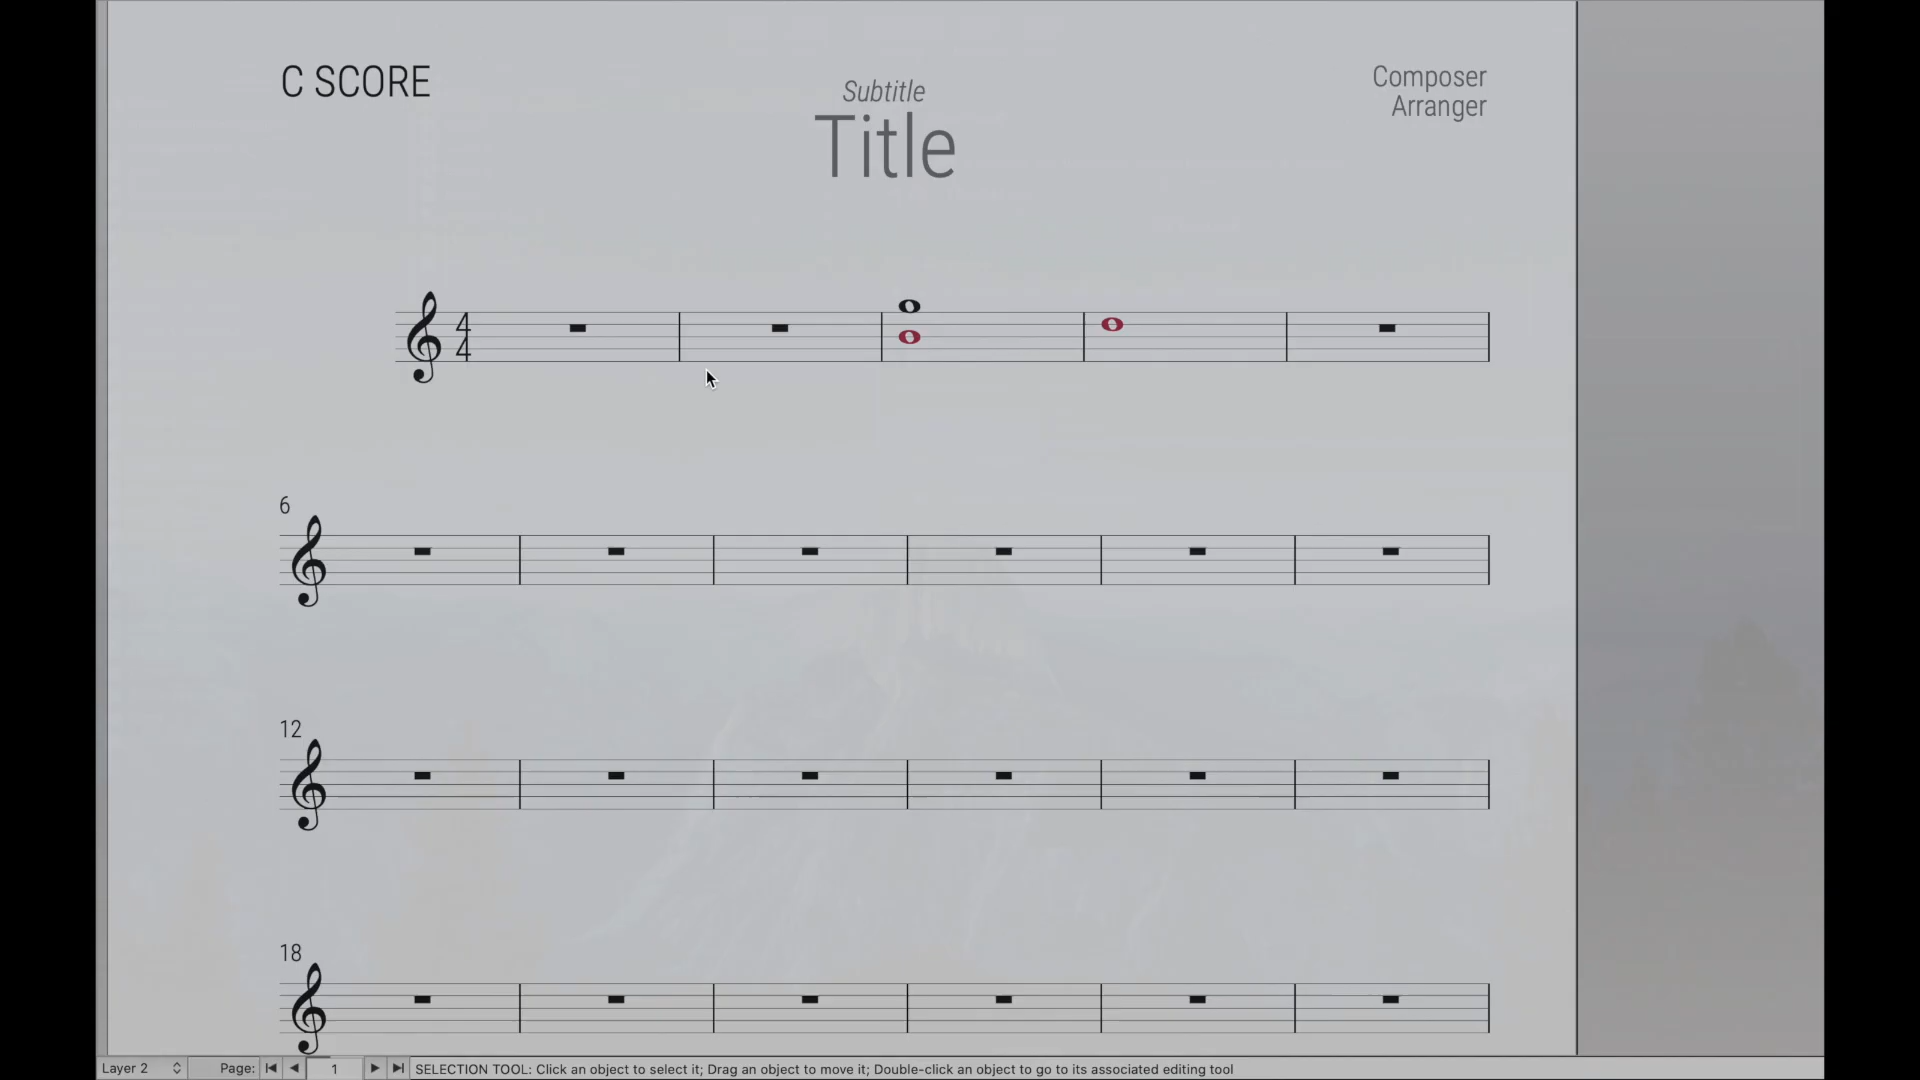 C SCORE
Subtitle
Title
Composer
Arranger
4
4
6
12
18
Layer 2
Page:
1
SELECTION TOOL: Click an object to select it; Drag an object to move it; Double-click an object to go to its associated editing tool